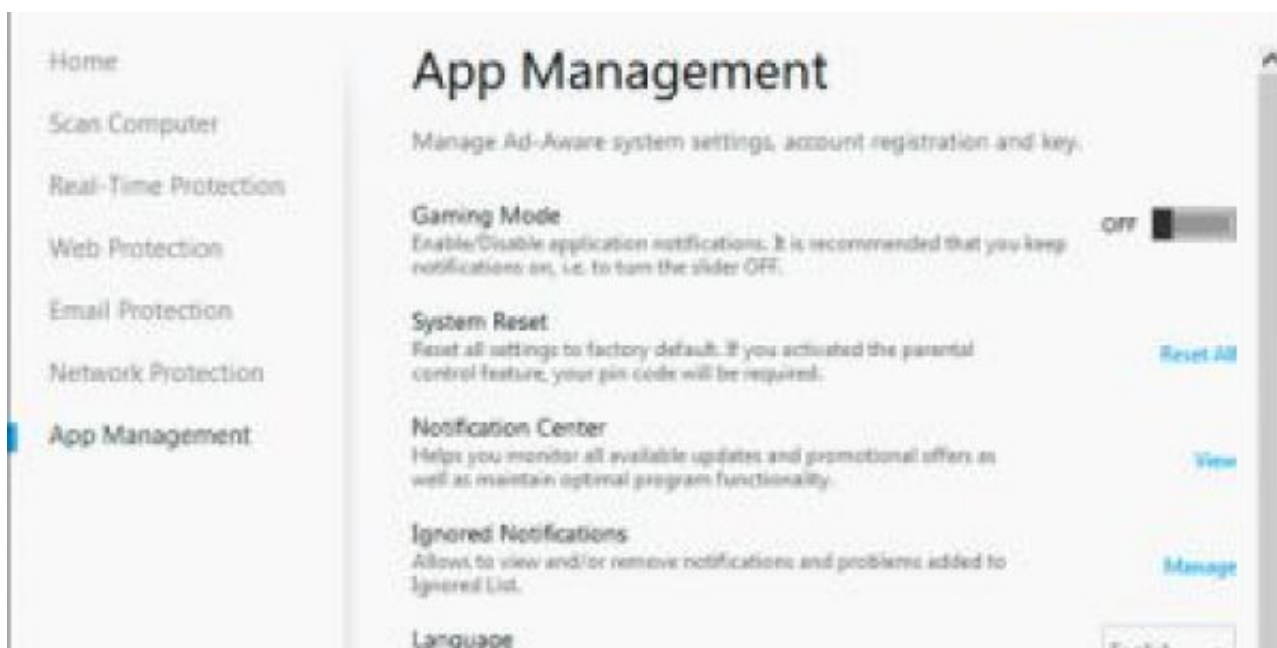 Home
Scan Computer
Real-Time Protection
Web Protection
Email Protection
Network Protection
App Management
App Management
Manage Ad-Aware system settings, account registration and key.
Gaming Mode
Enable/Disable application notifications. It is recommended that you keep
notifications on, i.e. to turn the slider OFF.
OFF
System Reset
Reset all settings to factory default. If you activated the parental
control feature, your pin code will be required.
Reset All
Notification Center
Helps you monitor all available updates and promotional offers as
well as maintain optimal program functionality.
View
Ignored Notifications
Allows to view and/or remove notifications and problems added to
Ignored List.
Manage
Language
English